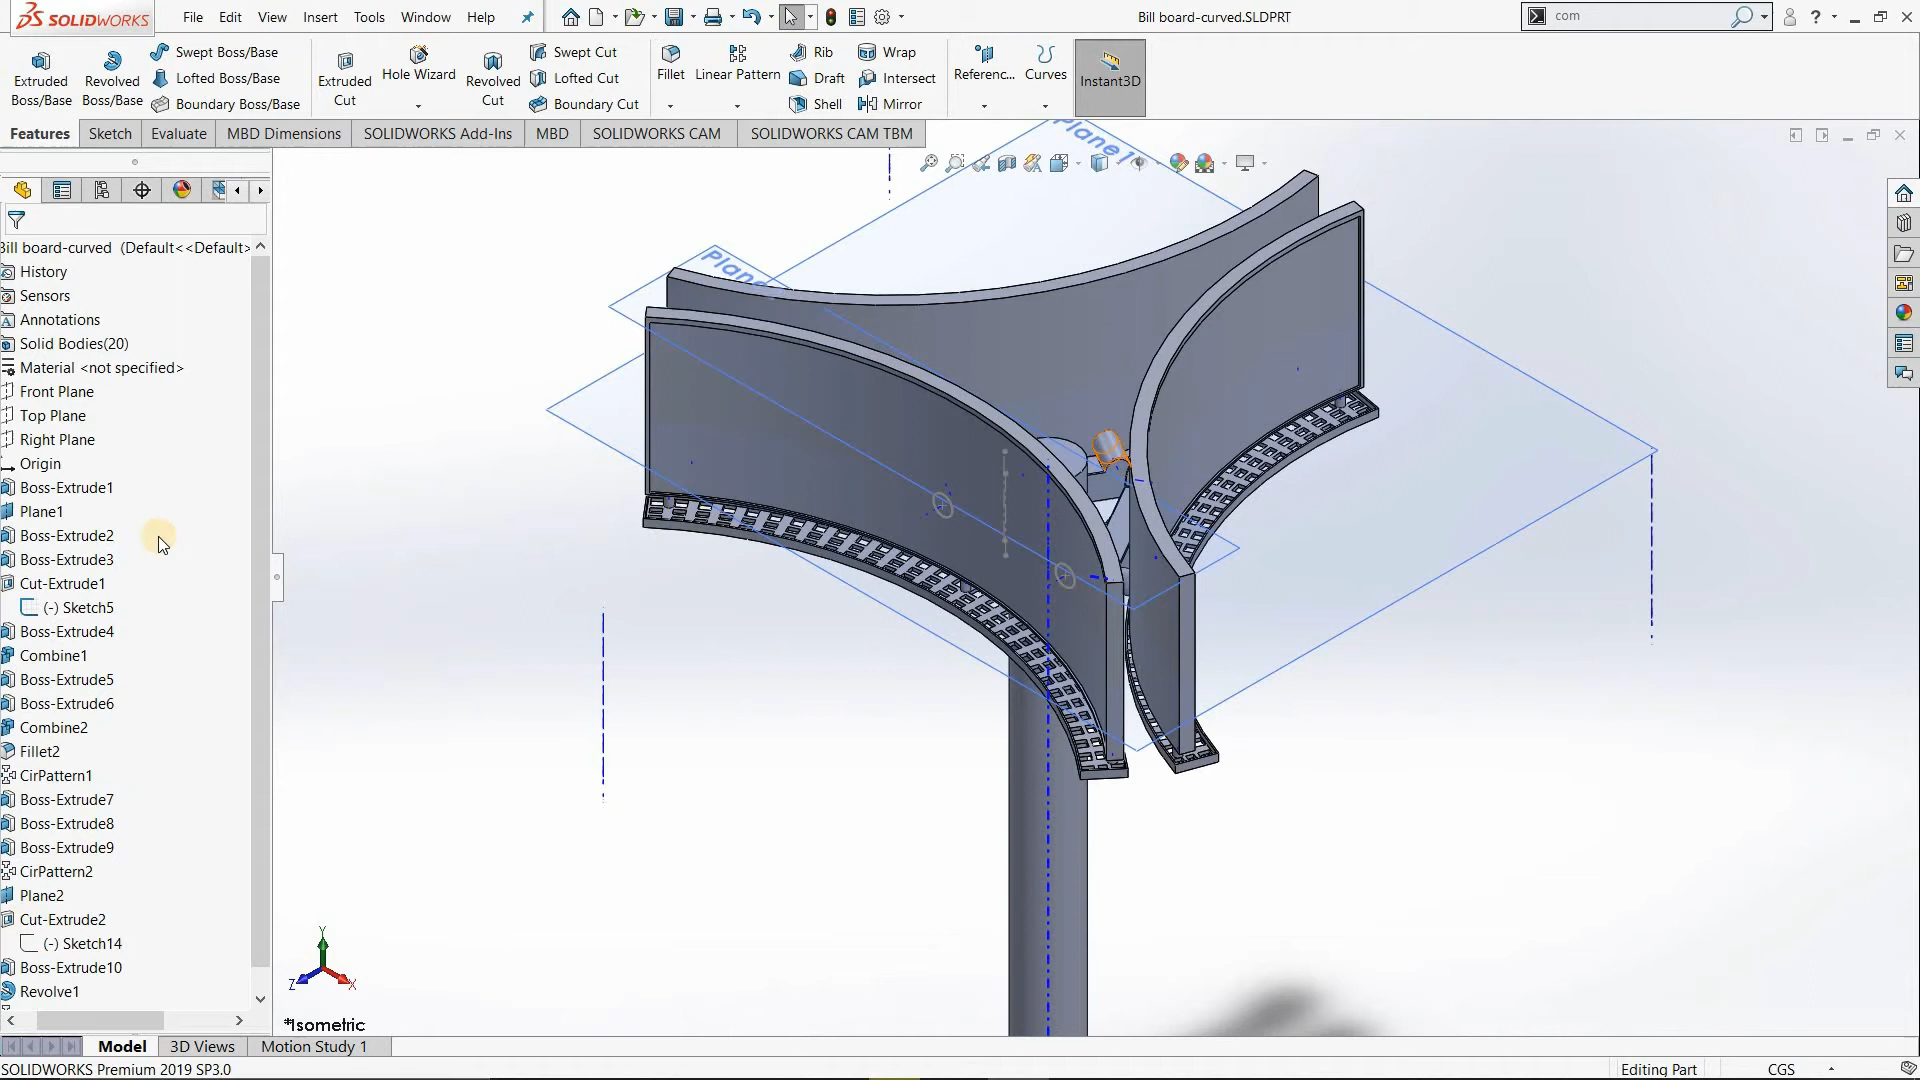 SOLIDWORKS
File Edit View Insert Tools Window Help
Bill board-curved.SLDPRT
com
Extruded Boss/Base
Revolved Boss/Base
Swept Boss/Base
Lofted Boss/Base
Boundary Boss/Base
Extruded Cut
Hole Wizard
Revolved Cut
Swept Cut
Lofted Cut
Boundary Cut
Fillet
Linear Pattern
Rib
Draft
Shell
Wrap
Intersect
Mirror
Referenc...
Curves
Instant3D
Features Sketch Evaluate MBD Dimensions SOLIDWORKS Add-Ins MBD SOLIDWORKS CAM SOLIDWORKS CAM TBM
Plane1
Bill board-curved (Default<<Default>
History
Sensors
Annotations
Solid Bodies(20)
Material <not specified>
Front Plane
Top Plane
Right Plane
Origin
Boss-Extrude1
Plane1
Boss-Extrude2
Boss-Extrude3
Cut-Extrude1
(-) Sketch5
Boss-Extrude4
Combine1
Boss-Extrude5
Boss-Extrude6
Combine2
Fillet2
CirPattern1
Boss-Extrude7
Boss-Extrude8
Boss-Extrude9
CirPattern2
Plane2
Cut-Extrude2
(-) Sketch14
Boss-Extrude10
Revolve1
Y
Z
X
*Isometric
Model 3D Views Motion Study 1
SOLIDWORKS Premium 2019 SP3.0
Editing Part CGS